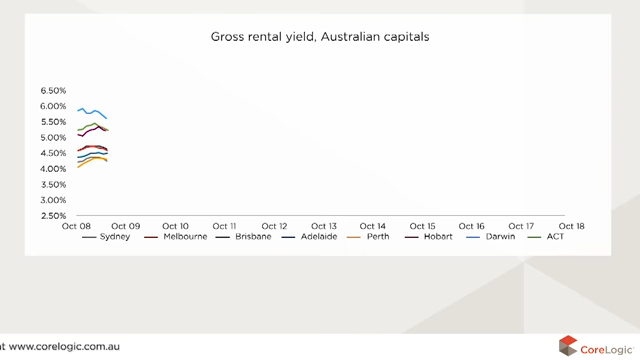 Gross rental yield, Australian capitals
6.50%
6.00%
5.50%
5.00%
4.50%
4.00%
3.50%
3.00%
2.50%
Oct 08 Oct 09 Oct 10 Oct 11 Oct 12 Oct 13 Oct 14 Oct 15 Oct 16 Oct 17 Oct 18
Sydney Melbourne Brisbane Adelaide Perth Hobart Darwin ACT
at www.corelogic.com.au
CoreLogic